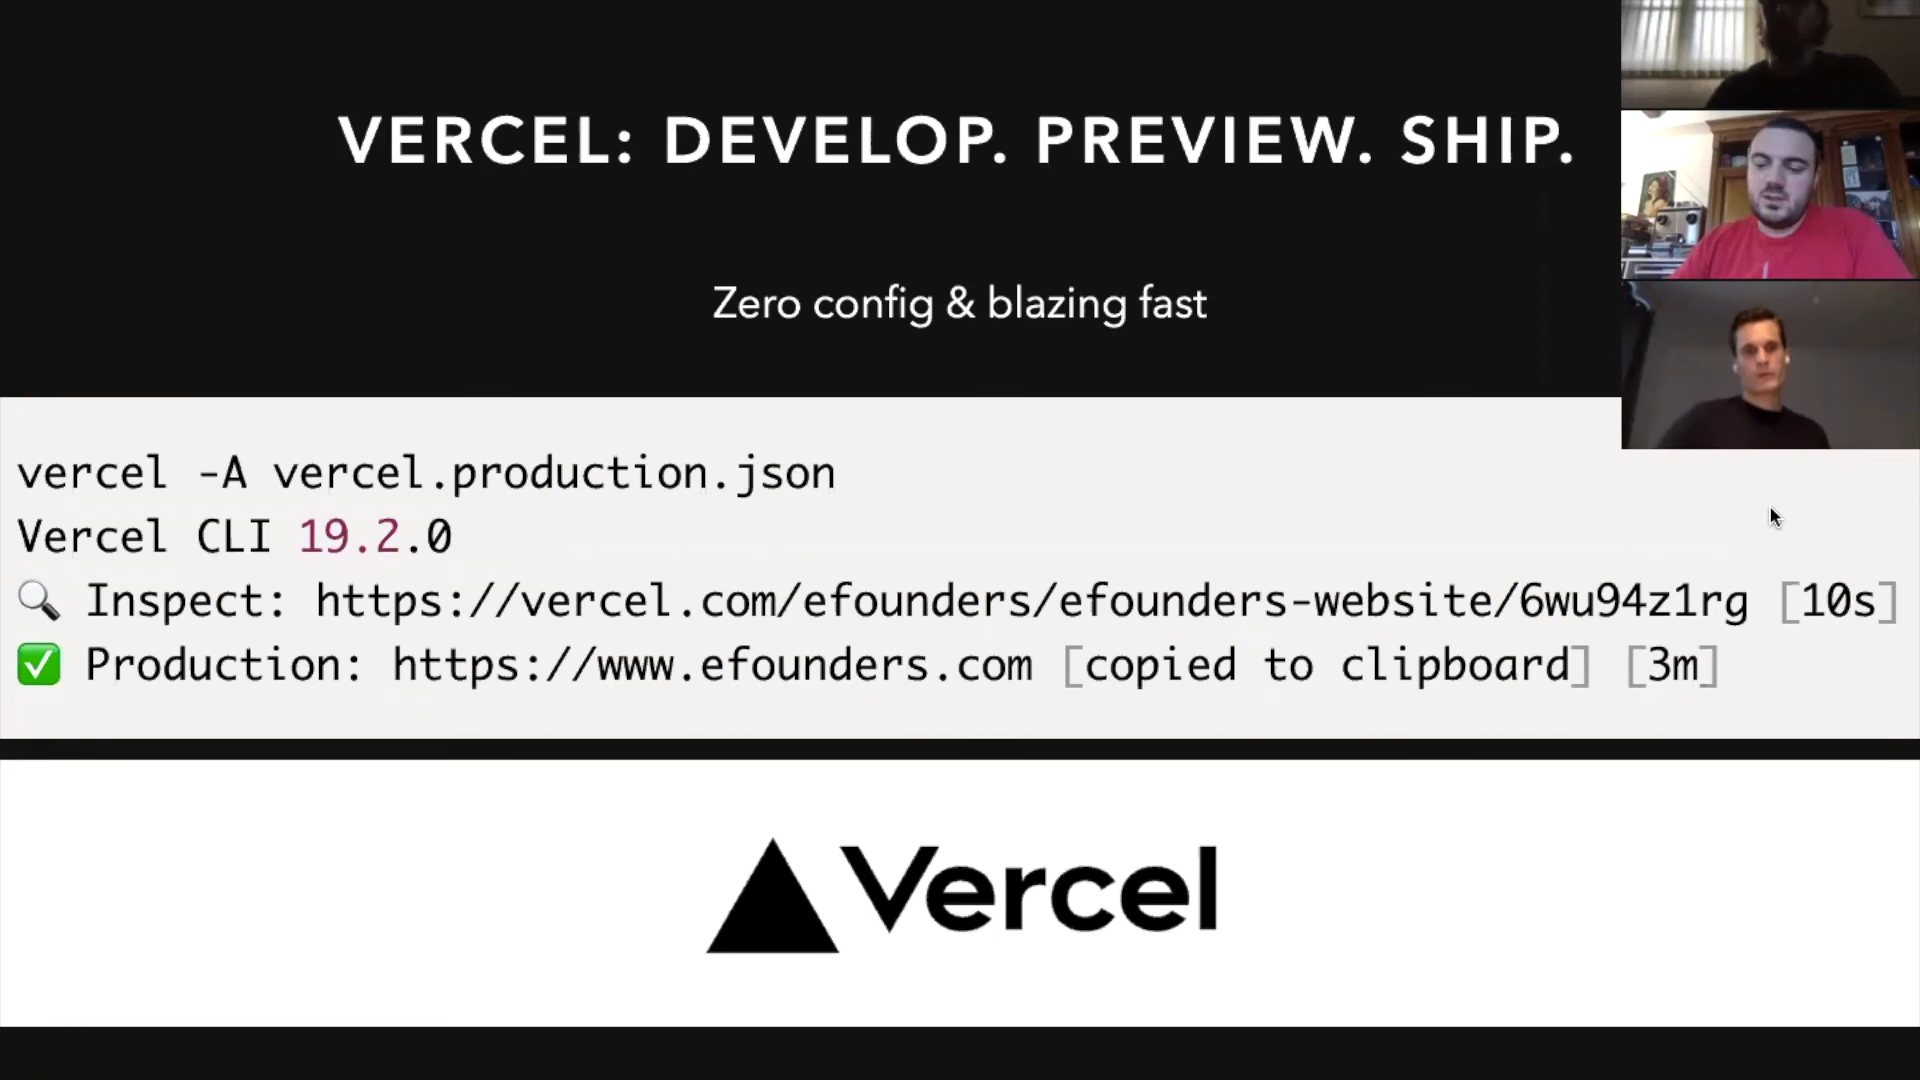 VERCEL: DEVELOP. PREVIEW. SHIP.
Zero config & blazing fast
vercel -A vercel.production.json
Vercel CLI 19.2.0
🔍 Inspect: https://vercel.com/efounders/efounders-website/6wu94z1rg [10s]
✅ Production: https://www.efounders.com [copied to clipboard] [3m]
Vercel